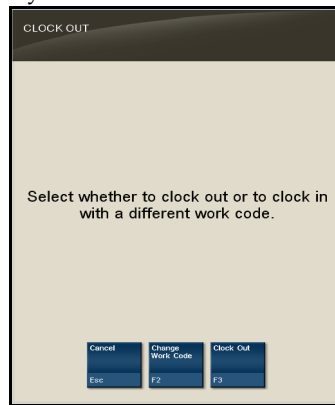 CLOCK OUT
Select whether to clock out or to clock in
with a different work code.
Cancel
Esc
Change
Work Code
F2
Clock Out
F3